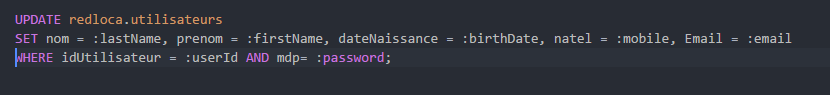 UPDATE redloca.utilisateurs
SET nom = :lastName, prenom = :firstName, dateNaissance = :birthDate, natel = :mobile, Email = :email
WHERE idUtilisateur = :userId AND mdp= :password;